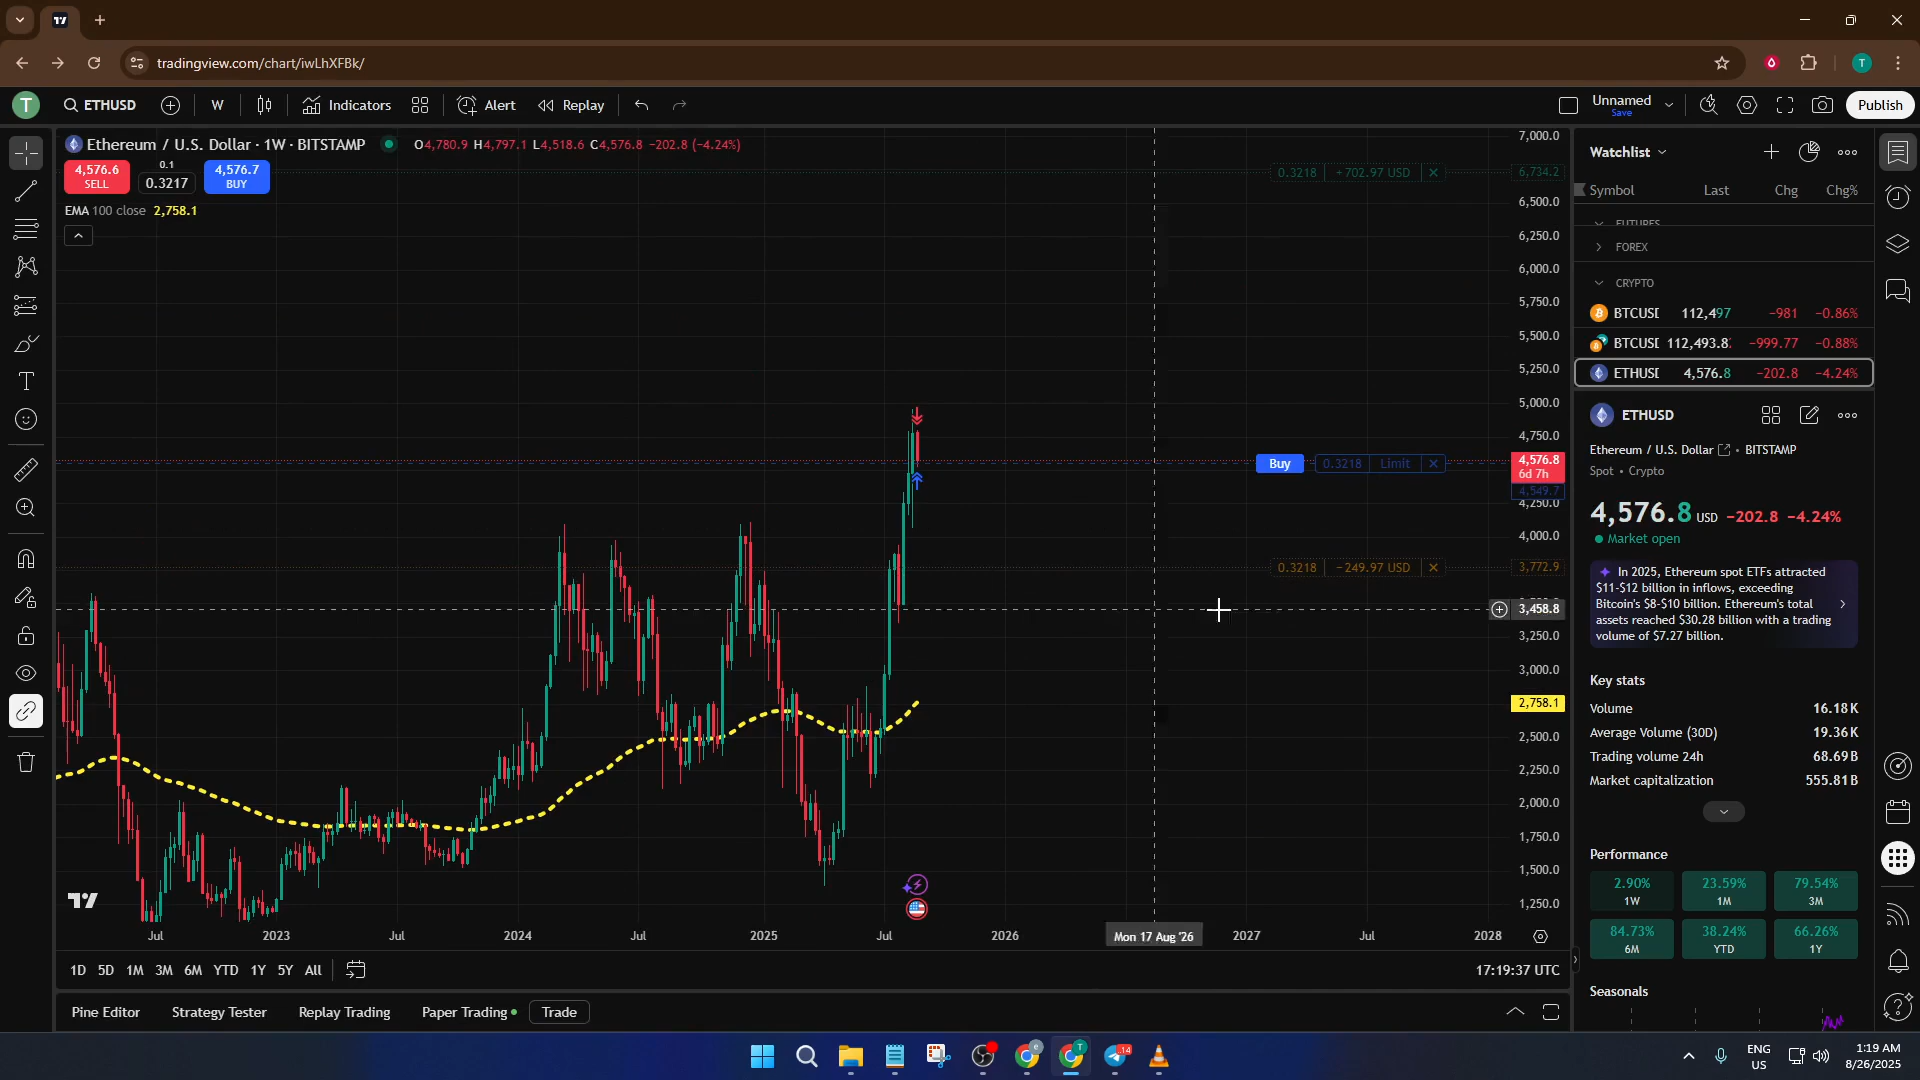 tradingview.com/chart/iwLhXFBk/
T
T
ETHUSD
W
Indicators
Alert
Replay
Unnamed
Save
Publish
Ethereum / U.S. Dollar · 1W · BITSTAMP
O4,780.9 H4,797.1 L4,518.6 C4,576.8 −202.8 (−4.24%)
4,576.6
SELL
0.1
0.3217
4,576.7
BUY
EMA 100 close 2,758.1
0.3218 +702.97 USD
Buy 0.3218 Limit
0.3218 −249.97 USD
7,000.0
6,734.2
6,500.0
6,250.0
6,000.0
5,750.0
5,500.0
5,250.0
5,000.0
4,750.0
4,576.8
6d 7h
4,549.7
4,250.0
4,000.0
3,772.9
3,458.8
3,250.0
3,000.0
2,758.1
2,500.0
2,250.0
2,000.0
1,750.0
1,500.0
1,250.0
Jul
2023
Jul
2024
Jul
2025
Jul
2026
Mon 17 Aug '26
2027
Jul
2028
1D 5D 1M 3M 6M YTD 1Y 5Y All
17:19:37 UTC
Pine Editor
Strategy Tester
Replay Trading
Paper Trading
Trade
Watchlist
Symbol Last Chg Chg%
FUTURES
FOREX
CRYPTO
BTCUSD 112,497 −981 −0.86%
BTCUSD 112,493.8 −999.77 −0.88%
ETHUSD 4,576.8 −202.8 −4.24%
ETHUSD
Ethereum / U.S. Dollar • BITSTAMP
Spot • Crypto
4,576.8 USD −202.8 −4.24%
Market open
In 2025, Ethereum spot ETFs attracted
$11-$12 billion in inflows, exceeding
Bitcoin's $8-$10 billion. Ethereum's total
assets reached $30.28 billion with a trading
volume of $7.27 billion.
Key stats
Volume 16.18 K
Average Volume (30D) 19.36 K
Trading volume 24h 68.69 B
Market capitalization 555.81 B
Performance
2.90%
1W
23.59%
1M
79.54%
3M
84.73%
6M
38.24%
YTD
66.26%
1Y
Seasonals
14
ENG
US
1:19 AM
8/26/2025